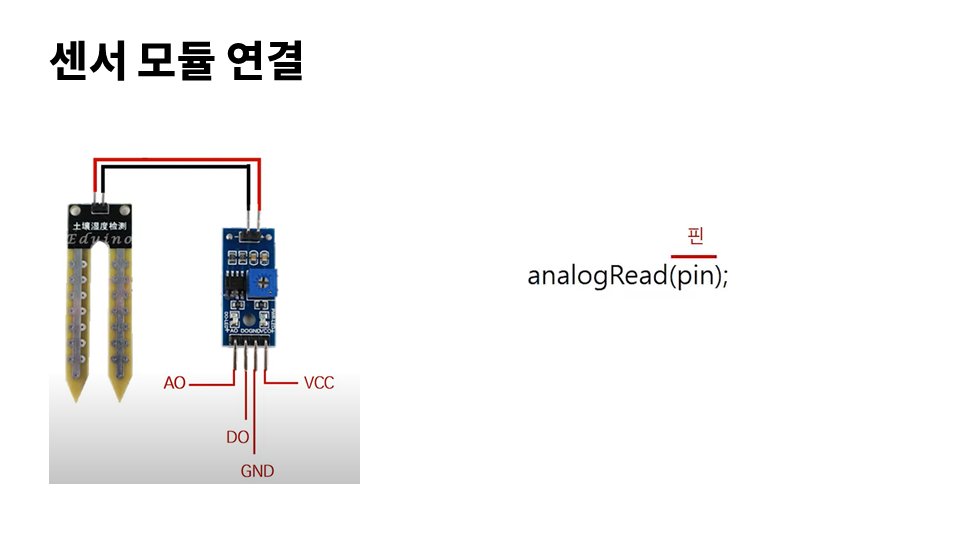 센서 모듈 연결
土壤湿度检测
Eduino
AO DO GND VCC
AO
VCC
DO
GND
핀
analogRead(pin);